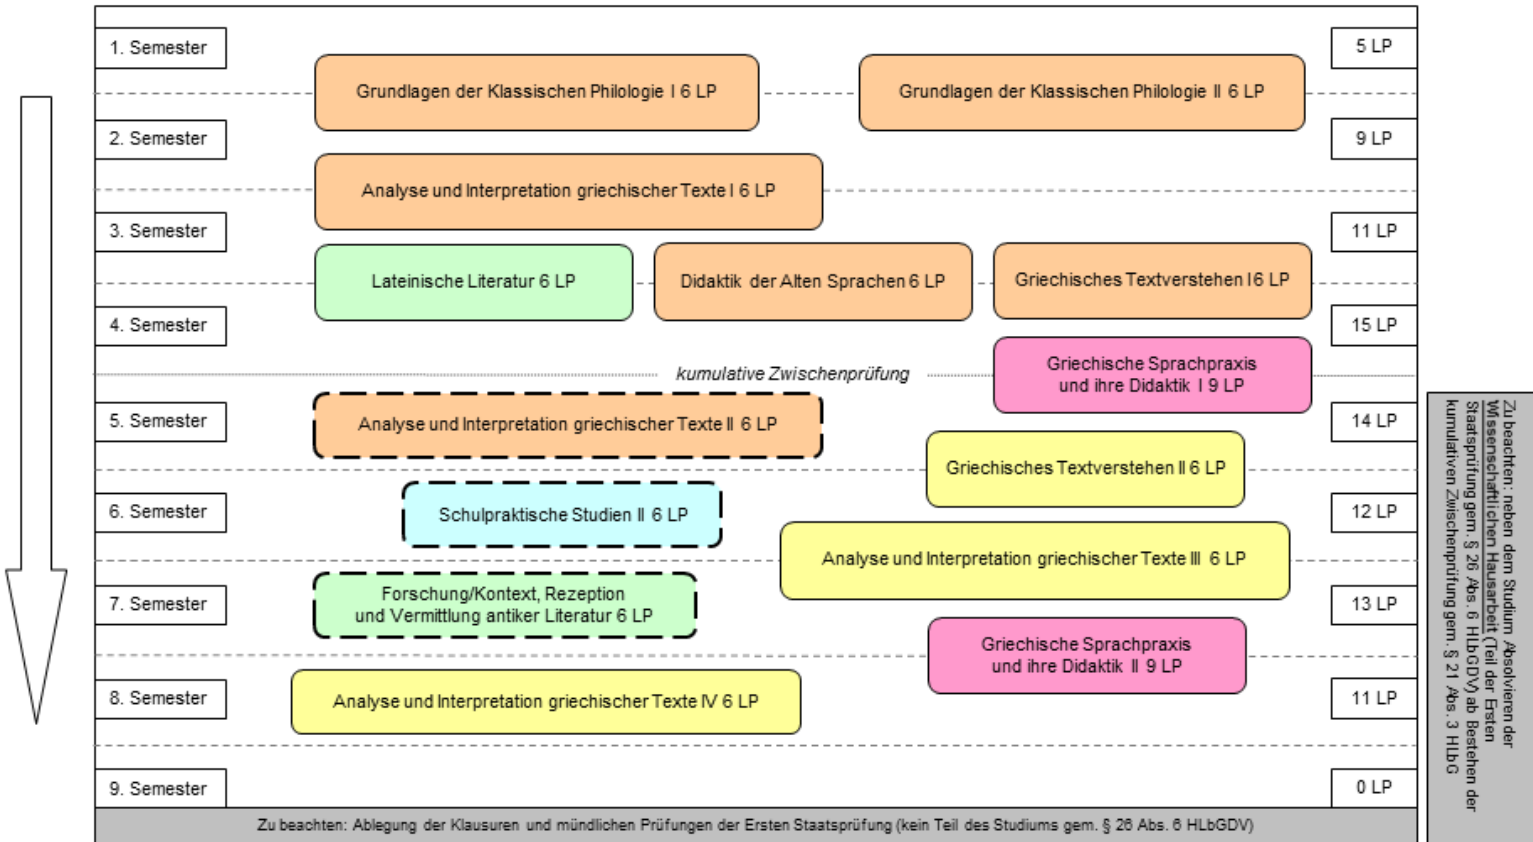 1. Semester
5 LP
Grundlagen der Klassischen Philologie I 6 LP
Grundlagen der Klassischen Philologie II 6 LP
2. Semester
9 LP
Analyse und Interpretation griechischer Texte I 6 LP
3. Semester
11 LP
Lateinische Literatur 6 LP
Didaktik der Alten Sprachen 6 LP
Griechisches Textverstehen I 6 LP
4. Semester
15 LP
kumulative Zwischenprüfung
Griechische Sprachpraxis
und ihre Didaktik I 9 LP
5. Semester
14 LP
Analyse und Interpretation griechischer Texte II 6 LP
Griechisches Textverstehen II 6 LP
6. Semester
12 LP
Schulpraktische Studien II 6 LP
Analyse und Interpretation griechischer Texte III 6 LP
7. Semester
13 LP
Forschung/Kontext, Rezeption
und Vermittlung antiker Literatur 6 LP
Griechische Sprachpraxis
und ihre Didaktik II 9 LP
8. Semester
11 LP
Analyse und Interpretation griechischer Texte IV 6 LP
9. Semester
0 LP
Zu beachten: Ablegung der Klausuren und mündlichen Prüfungen der Ersten Staatsprüfung (kein Teil des Studiums gem. § 26 Abs. 6 HLbGDV)
Zu beachten: neben dem Studium Absolvieren der
Wissenschaftlichen Hausarbeit (Teil der Ersten
Staatsprüfung gem. § 26 Abs. 6 HLbGDV) ab Bestehen der
kumulativen Zwischenprüfung gem. § 21 Abs. 3 HLbG